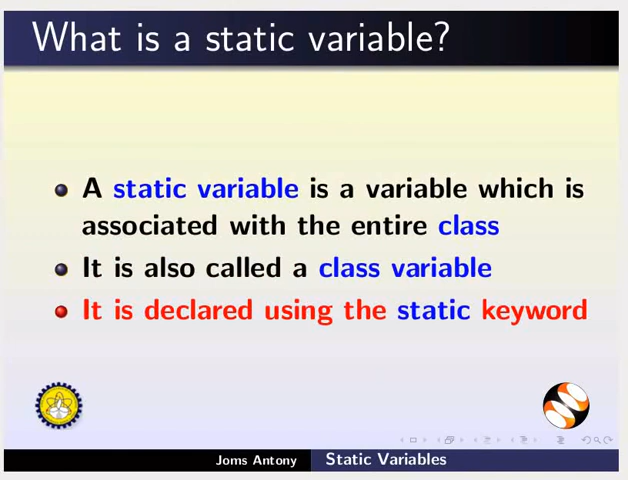 What is a static variable?
A static variable is a variable which is
associated with the entire class
It is also called a class variable
It is declared using the static keyword
Joms Antony
Static Variables